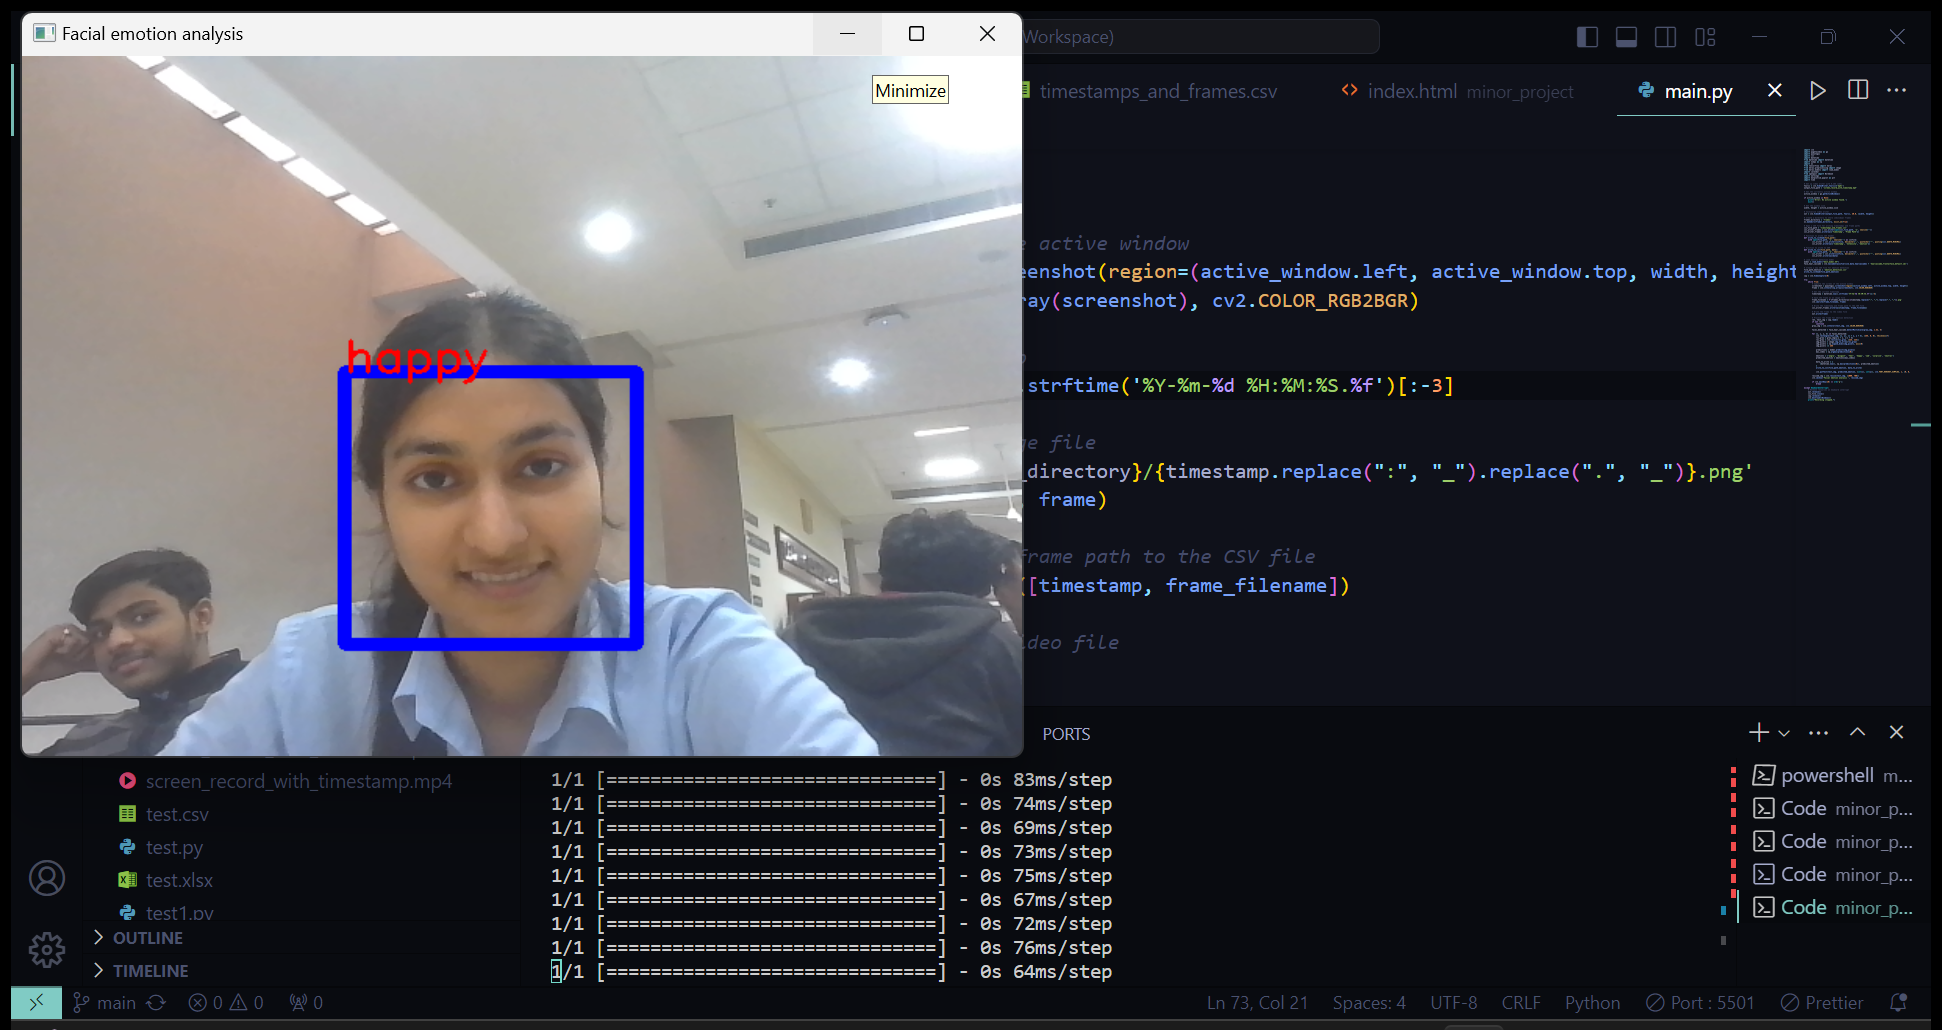 Facial emotion analysis
Minimize
happy
Workspace)
timestamps_and_frames.csv
index.html minor_project
main.py
e active window
eenshot(region=(active_window.left, active_window.top, width, height
ray(screenshot), cv2.COLOR_RGB2BGR)
.strftime('%Y-%m-%d %H:%M:%S.%f')[:-3]
ge file
_directory}/{timestamp.replace(":", "_").replace(".", "_")}.png'
frame)
frame path to the CSV file
([timestamp, frame_filename])
ideo file
PORTS
screen_record_with_timestamp.mp4
test.csv
test.py
test.xlsx
test1.py
OUTLINE
TIMELINE
1/1 [==============================] - 0s 83ms/step
1/1 [==============================] - 0s 74ms/step
1/1 [==============================] - 0s 69ms/step
1/1 [==============================] - 0s 73ms/step
1/1 [==============================] - 0s 75ms/step
1/1 [==============================] - 0s 67ms/step
1/1 [==============================] - 0s 72ms/step
1/1 [==============================] - 0s 76ms/step
1/1 [==============================] - 0s 64ms/step
powershell m...
Code minor_p...
Code minor_p...
Code minor_p...
Code minor_p...
main 0 0 0
Ln 73, Col 21 Spaces: 4 UTF-8 CRLF Python Port : 5501 Prettier